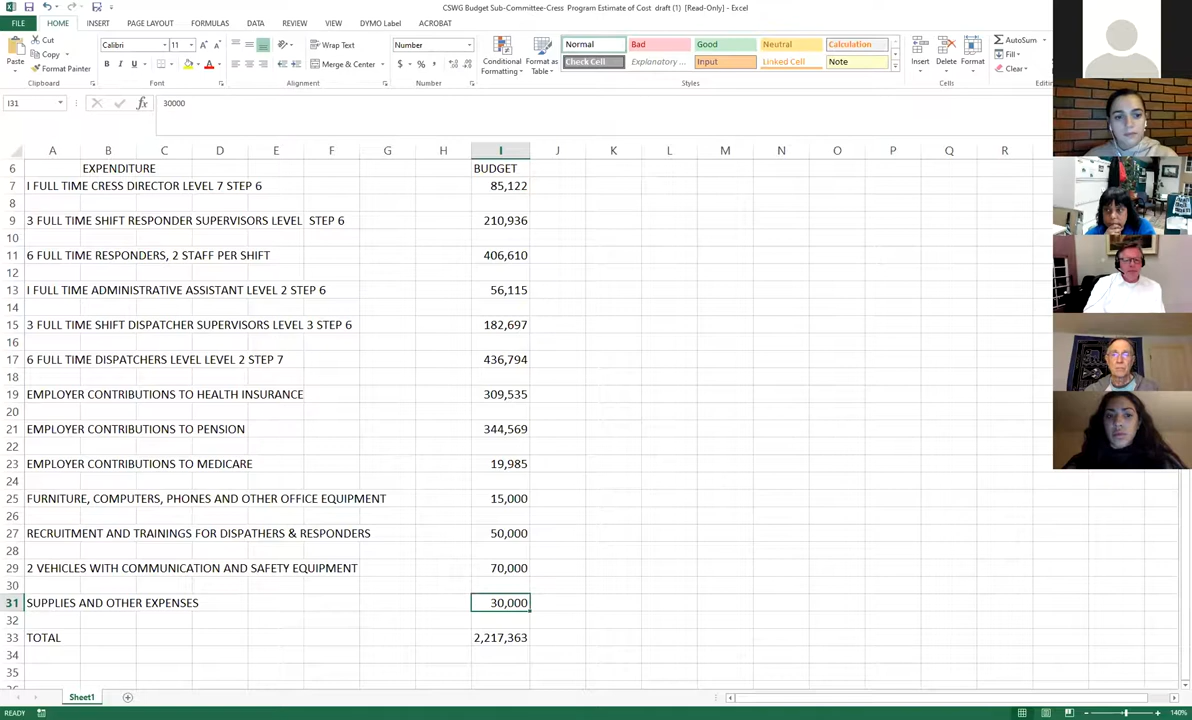 CSWG Budget Sub-Committee-Cress Program Estimate of Cost draft (1) [Read-Only] - Excel
FILE HOME INSERT PAGE LAYOUT FORMULAS DATA REVIEW VIEW DYMO Label ACROBAT
Paste Cut Copy Format Painter
Calibri 11
B I U
Wrap Text
Merge & Center
Number
$ % ,
Conditional Formatting Format as Table
Normal Bad Good Neutral Calculation
Check Cell Explanatory ... Input Linked Cell Note
Insert Delete Format
AutoSum
Fill
Clear
Clipboard Font Alignment Number Styles Cells
I31 fx 30000
A B C D E F G H I J K L M N O P Q R
6 EXPENDITURE BUDGET
7 I FULL TIME CRESS DIRECTOR LEVEL 7 STEP 6 85,122
8
9 3 FULL TIME SHIFT RESPONDER SUPERVISORS LEVEL STEP 6 210,936
10
11 6 FULL TIME RESPONDERS, 2 STAFF PER SHIFT 406,610
12
13 I FULL TIME ADMINISTRATIVE ASSISTANT LEVEL 2 STEP 6 56,115
14
15 3 FULL TIME SHIFT DISPATCHER SUPERVISORS LEVEL 3 STEP 6 182,697
16
17 6 FULL TIME DISPATCHERS LEVEL LEVEL 2 STEP 7 436,794
18
19 EMPLOYER CONTRIBUTIONS TO HEALTH INSURANCE 309,535
20
21 EMPLOYER CONTRIBUTIONS TO PENSION 344,569
22
23 EMPLOYER CONTRIBUTIONS TO MEDICARE 19,985
24
25 FURNITURE, COMPUTERS, PHONES AND OTHER OFFICE EQUIPMENT 15,000
26
27 RECRUITMENT AND TRAININGS FOR DISPATHERS & RESPONDERS 50,000
28
29 2 VEHICLES WITH COMMUNICATION AND SAFETY EQUIPMENT 70,000
30
31 SUPPLIES AND OTHER EXPENSES 30,000
32
33 TOTAL 2,217,363
34
35
Sheet1
READY 140%